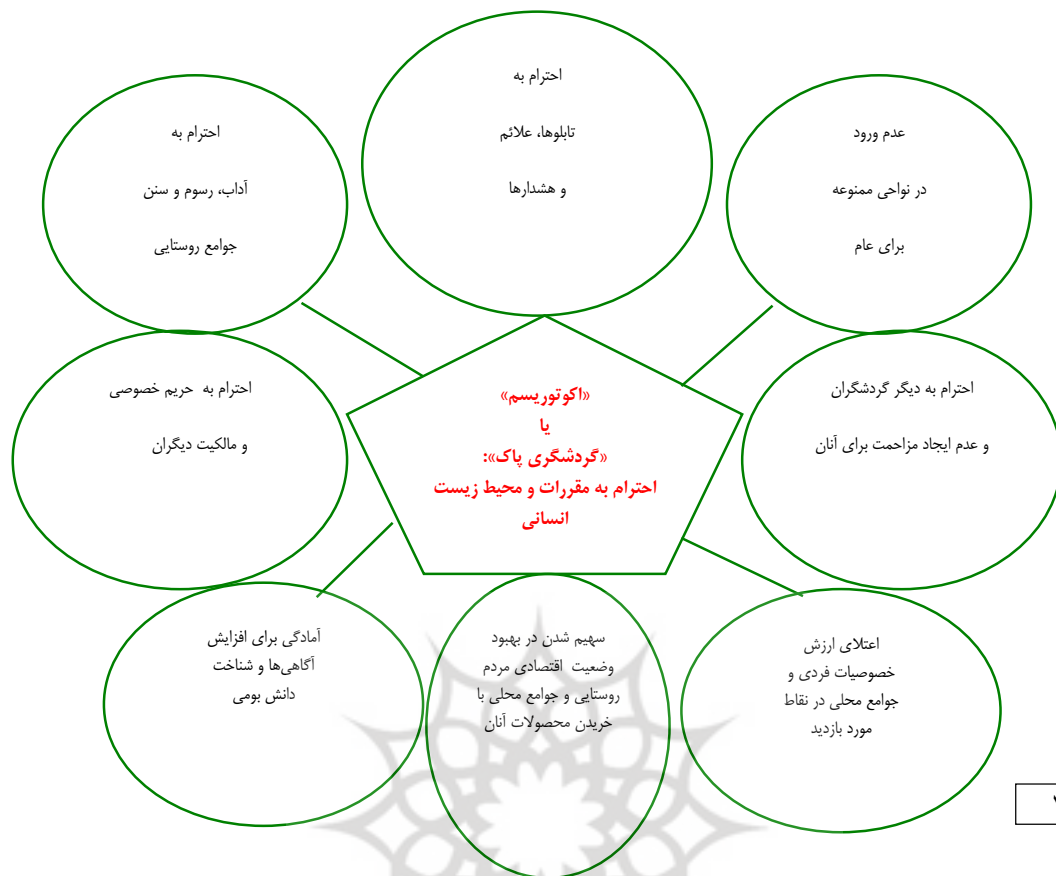 احترام به
تابلوها، علائم
و هشدارها
عدم ورود
در نواحی ممنوعه
برای عام
احترام به
آداب، رسوم و سنن
جوامع روستایی
احترام به دیگر گردشگران
و عدم ایجاد مزاحمت برای آنان
احترام به حریم خصوصی
و مالکیت دیگران
«اکوتوریسم»
یا
«گردشگری پاک»:
احترام به مقررات و محیط زیست
انسانی
اعتلای ارزش
خصوصیات فردی و
جوامع محلی در نقاط
مورد بازدید
سهیم شدن در بهبود
وضعیت اقتصادی مردم
روستایی و جوامع محلی با
خریدن محصولات آنان
آمادگی برای افزایش
آگاهی‌ها و شناخت
دانش بومی